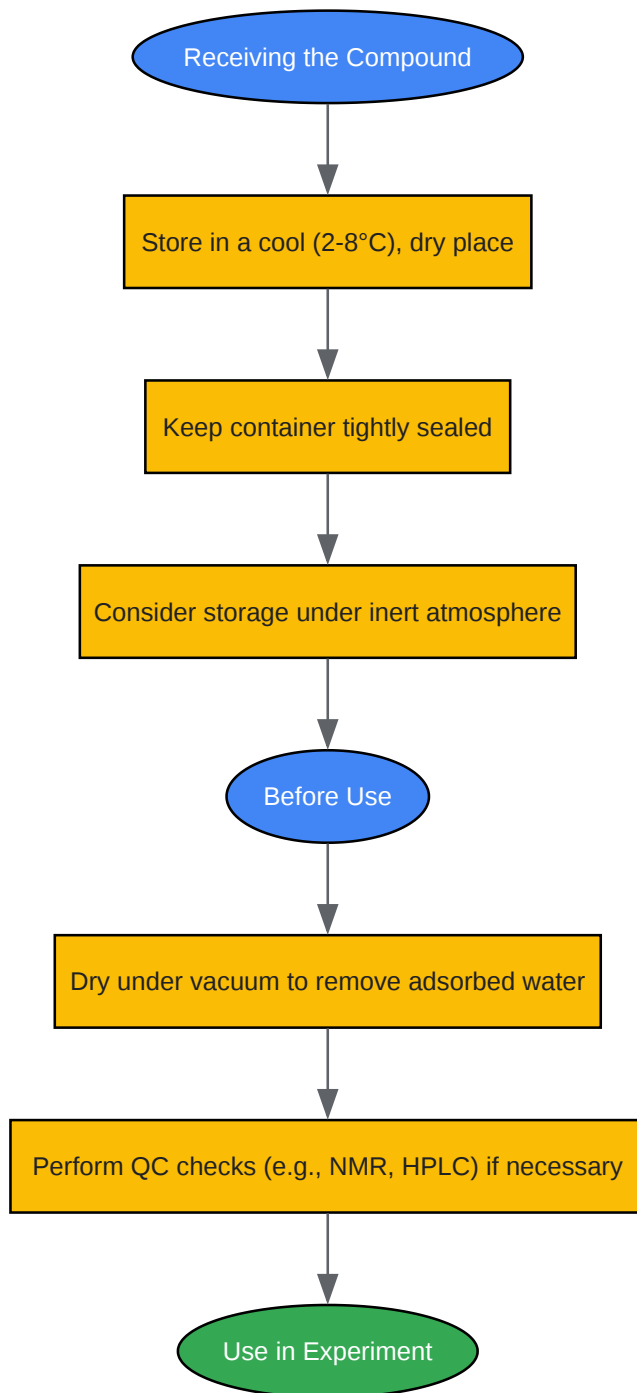 Receiving the Compound
Store in a cool (2-8°C), dry place
Keep container tightly sealed
Consider storage under inert atmosphere
Before Use
Dry under vacuum to remove adsorbed water
Perform QC checks (e.g., NMR, HPLC) if necessary
Use in Experiment